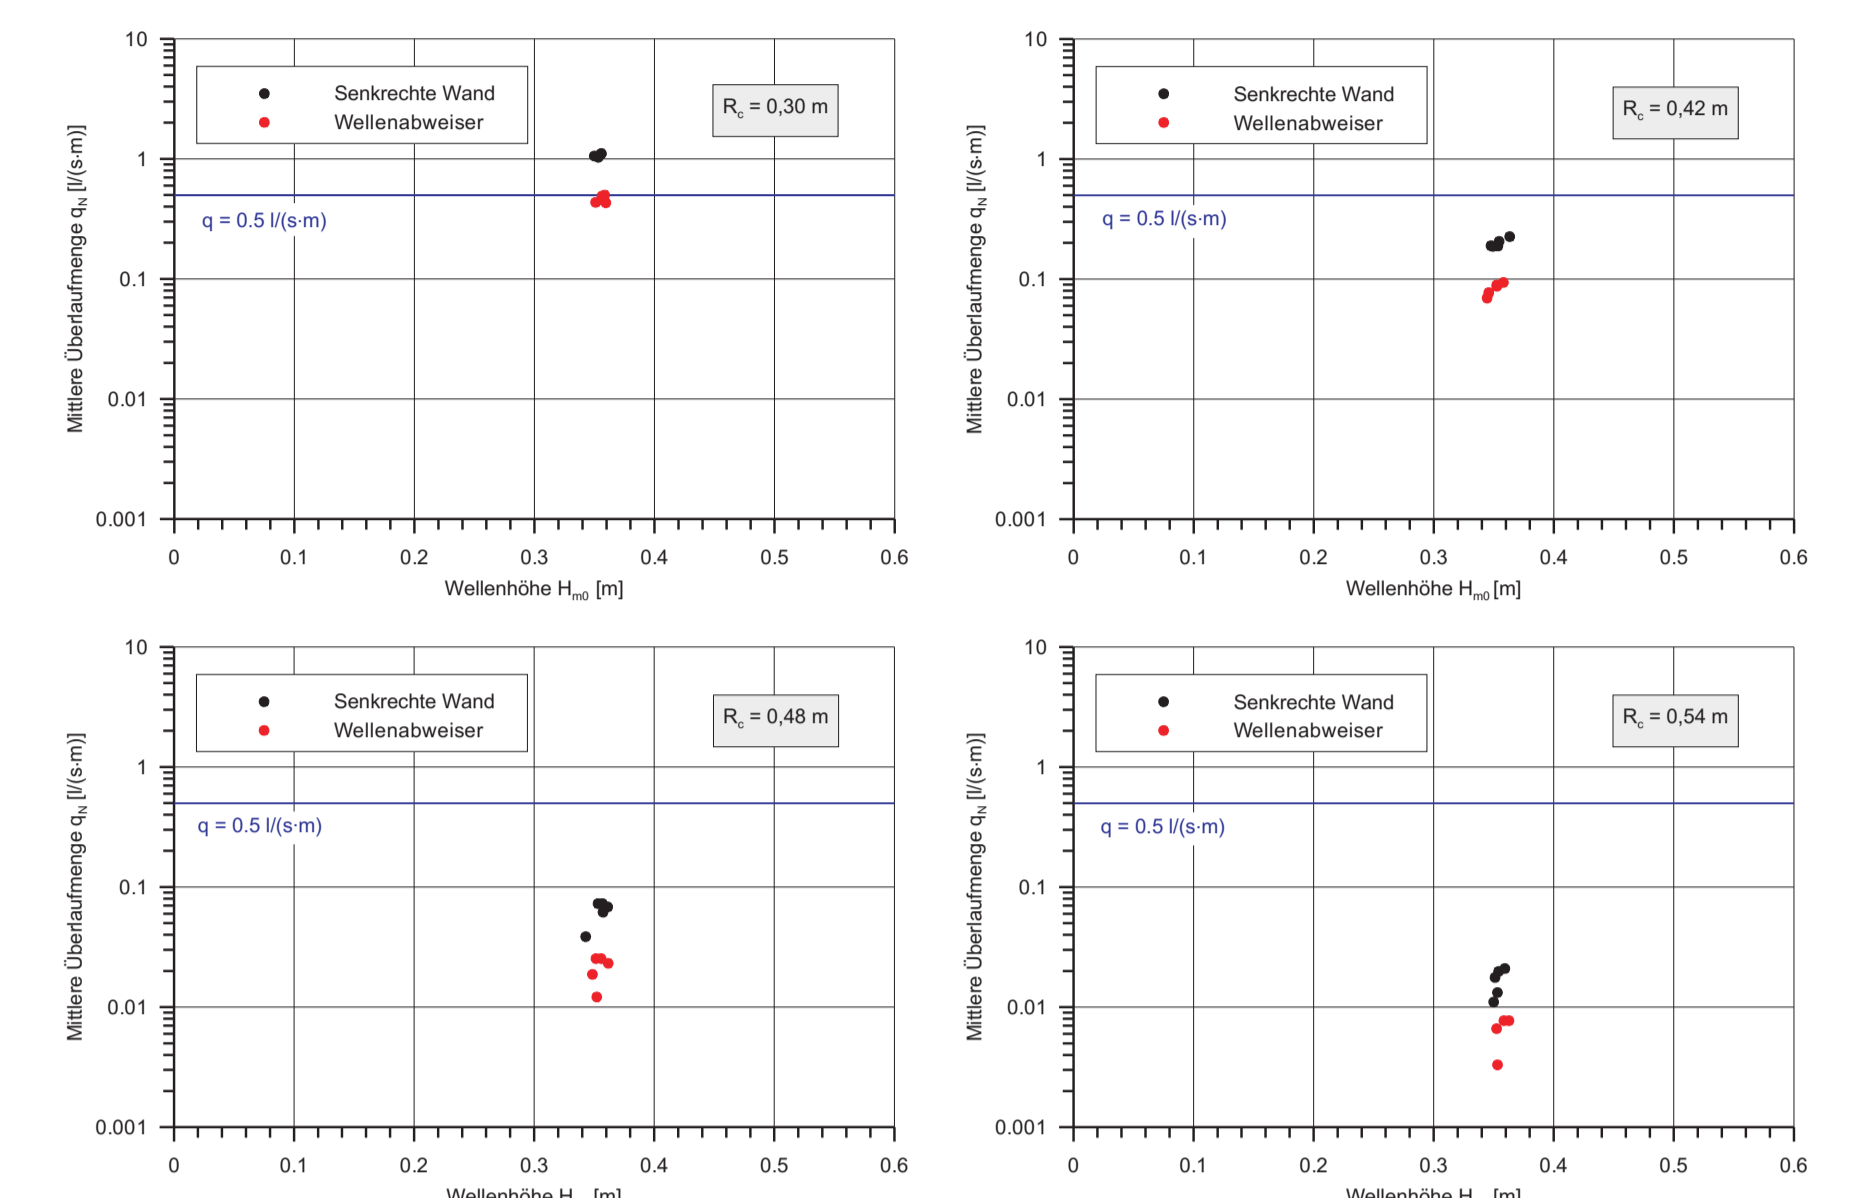 10
1
0.1
0.01
0.001
Mittlere Überlaufmenge qN [l/(s·m)]
Senkrechte Wand
Wellenabweiser
Rc = 0,30 m
q = 0.5 l/(s·m)
0 0.1 0.2 0.3 0.4 0.5 0.6
Wellenhöhe Hm0 [m]
10
1
0.1
0.01
0.001
Mittlere Überlaufmenge qN [l/(s·m)]
Senkrechte Wand
Wellenabweiser
Rc = 0,42 m
q = 0.5 l/(s·m)
0 0.1 0.2 0.3 0.4 0.5 0.6
Wellenhöhe Hm0 [m]
10
1
0.1
0.01
0.001
Mittlere Überlaufmenge qN [l/(s·m)]
Senkrechte Wand
Wellenabweiser
Rc = 0,48 m
q = 0.5 l/(s·m)
0 0.1 0.2 0.3 0.4 0.5 0.6
Wellenhöhe H [m]
10
1
0.1
0.01
0.001
Mittlere Überlaufmenge qN [l/(s·m)]
Senkrechte Wand
Wellenabweiser
Rc = 0,54 m
q = 0.5 l/(s·m)
0 0.1 0.2 0.3 0.4 0.5 0.6
Wellenhöhe H [m]